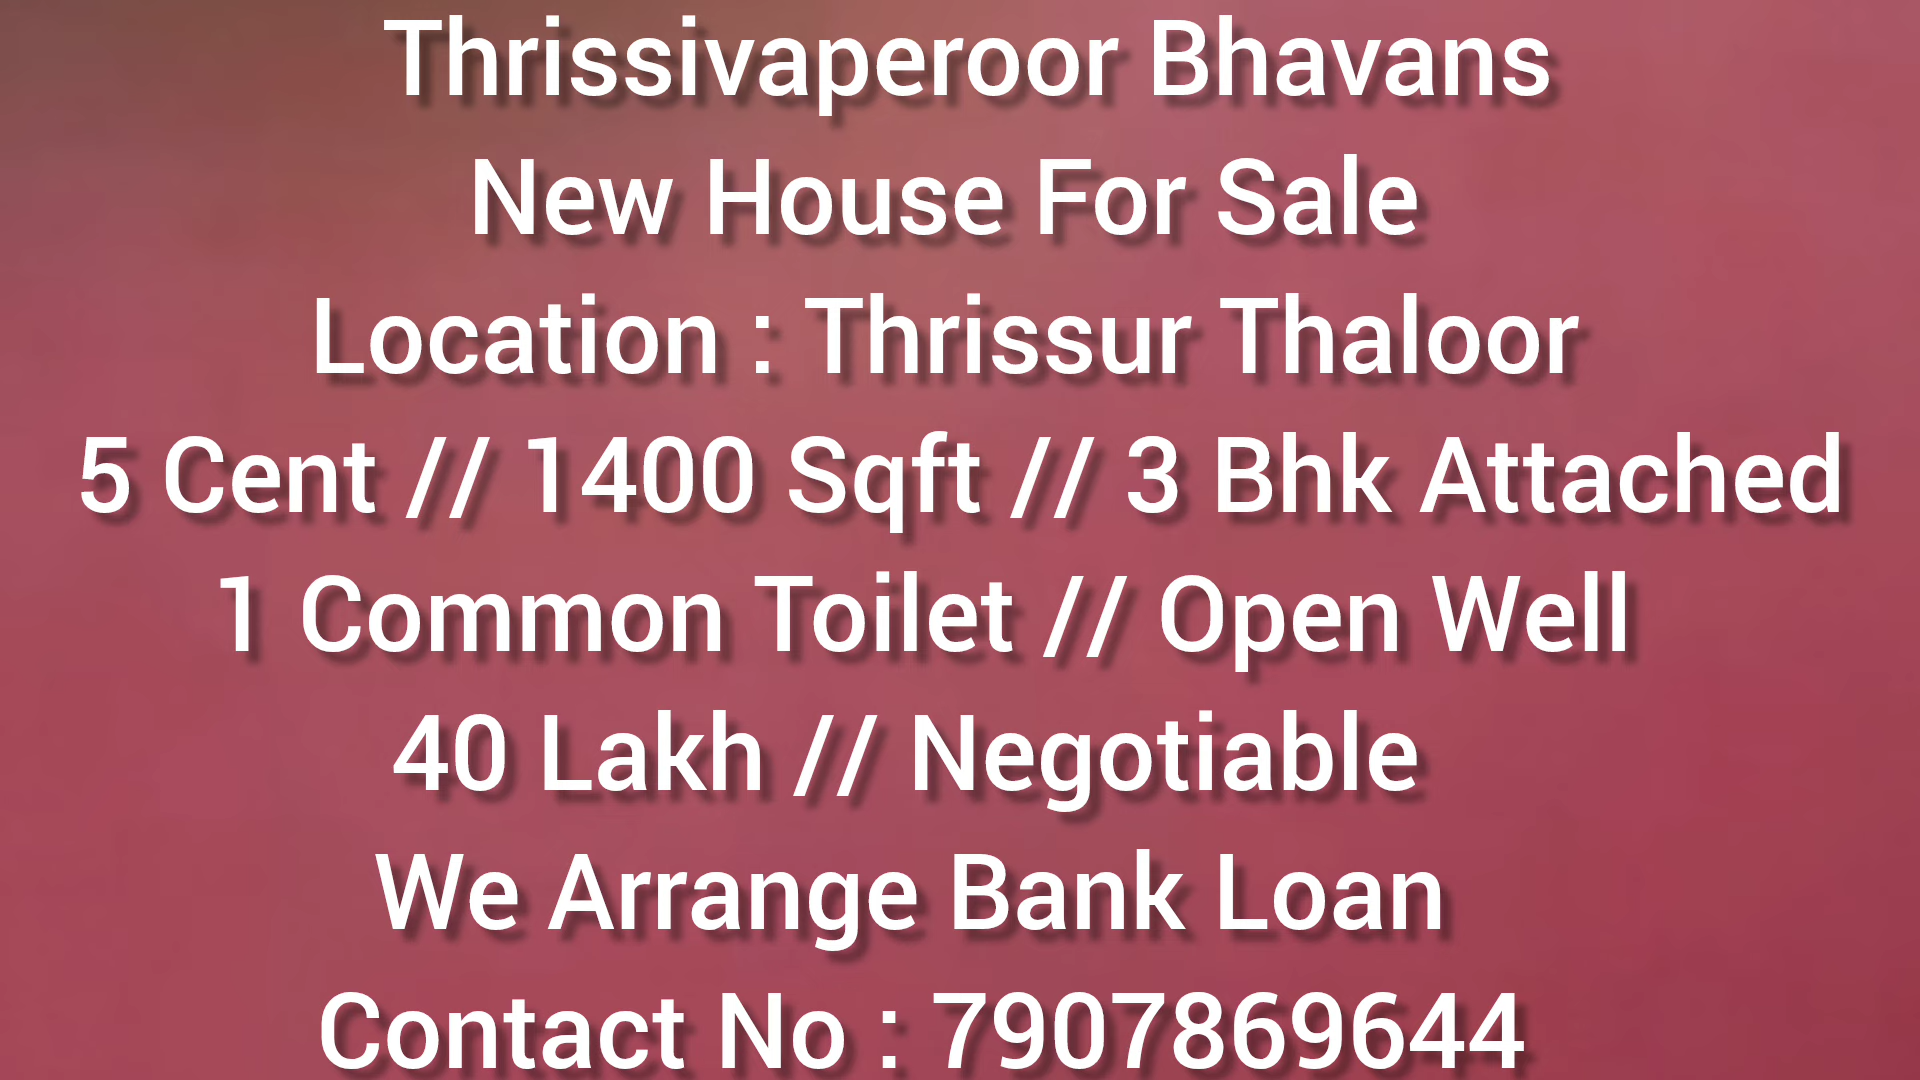 Thrissivaperoor Bhavans
New House For Sale
Location : Thrissur Thaloor
5 Cent // 1400 Sqft // 3 Bhk Attached
1 Common Toilet // Open Well
40 Lakh // Negotiable
We Arrange Bank Loan
Contact No : 7907869644